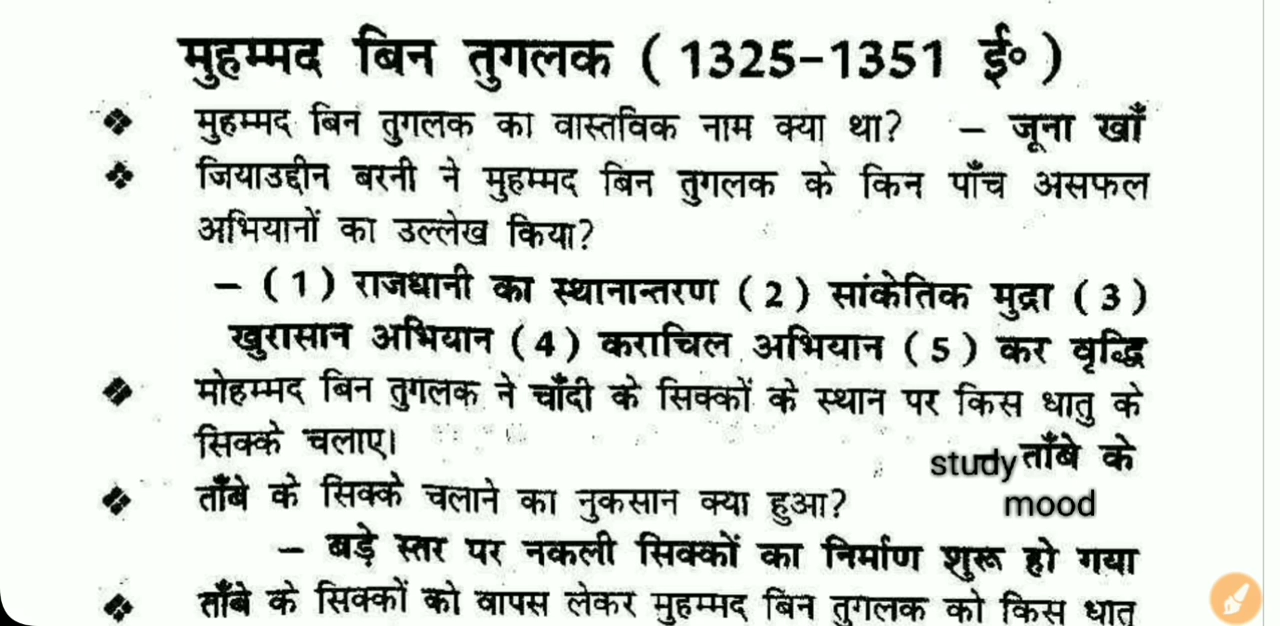 मुहम्मद बिन तुगलक ( 1325-1351 ई० )
❖ मुहम्मद बिन तुगलक का वास्तविक नाम क्या था? – जूना खाँ
❖ जियाउद्दीन बरनी ने मुहम्मद बिन तुगलक के किन पाँच असफल
अभियानों का उल्लेख किया?
– ( 1 ) राजधानी का स्थानान्तरण ( 2 ) सांकेतिक मुद्रा ( 3 )
खुरासान अभियान ( 4 ) कराचिल अभियान ( 5 ) कर वृद्धि
❖ मोहम्मद बिन तुगलक ने चाँदी के सिक्कों के स्थान पर किस धातु के
सिक्के चलाए।
study ताँबे के
❖ ताँबे के सिक्के चलाने का नुकसान क्या हुआ?
mood
– बड़े स्तर पर नकली सिक्कों का निर्माण शुरू हो गया
❖ ताँबे के सिक्कों को वापस लेकर मुहम्मद बिन तुगलक को किस धातु